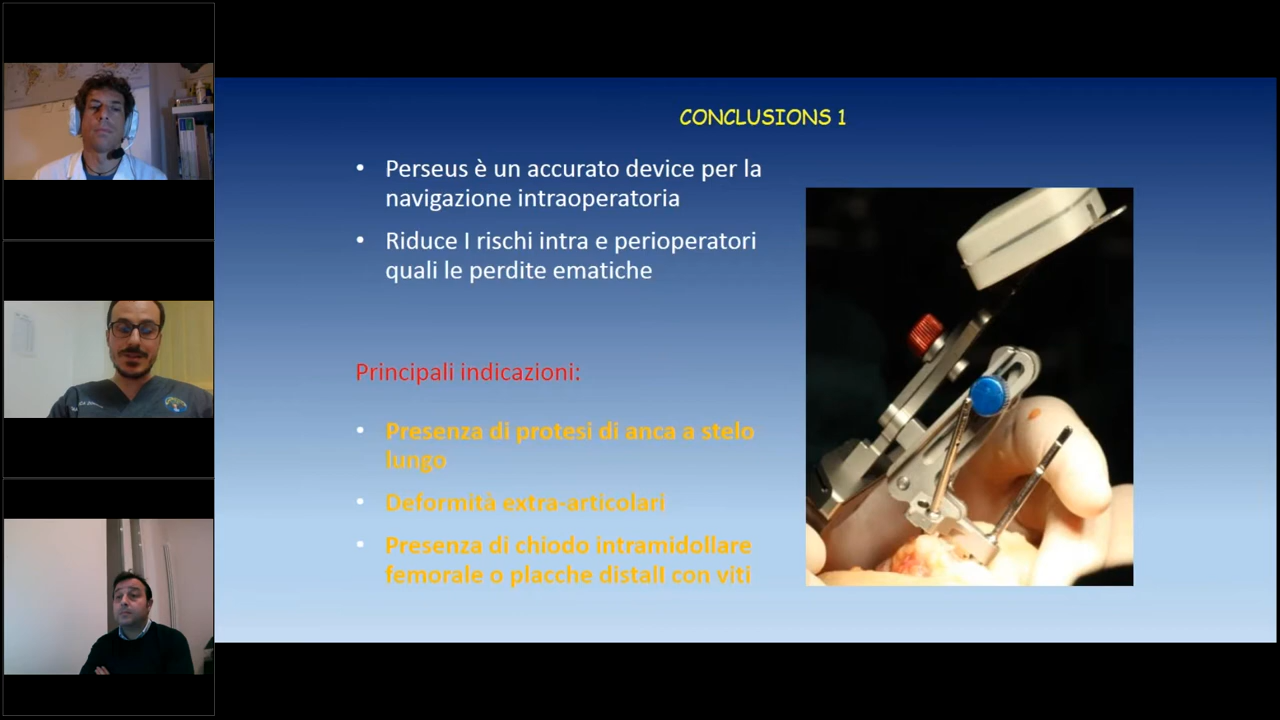 CONCLUSIONS 1
• Perseus è un accurato device per la
navigazione intraoperatoria
• Riduce I rischi intra e perioperatori
quali le perdite ematiche
Principali indicazioni:
• Presenza di protesi di anca a stelo
lungo
• Deformità extra-articolari
• Presenza di chiodo intramidollare
femorale o placche distalI con viti